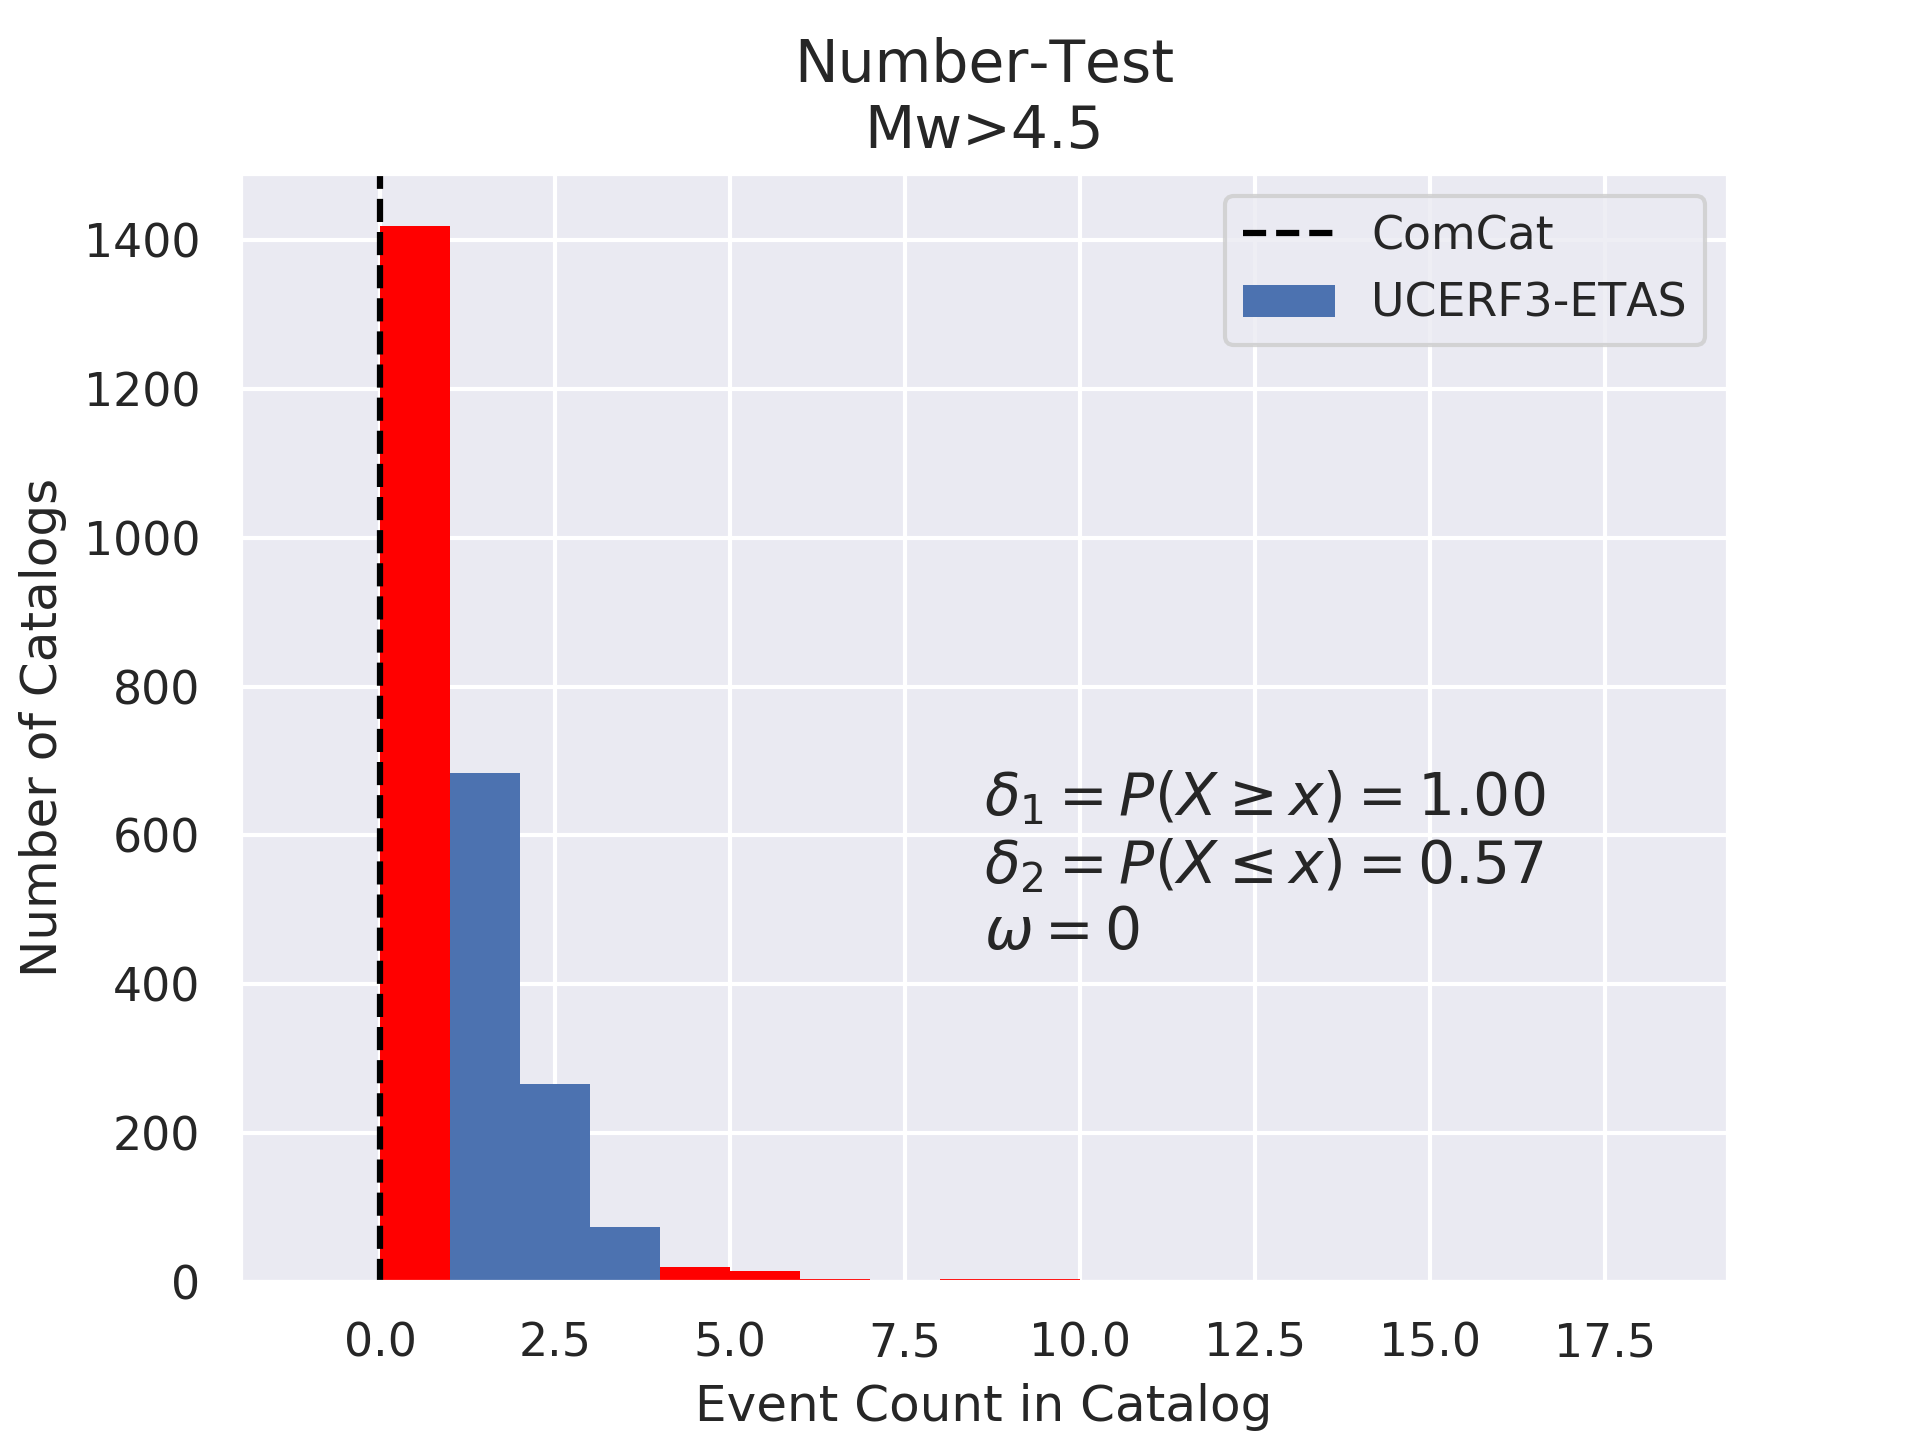 Number-Test
Mw>4.5
ComCat
UCERF3-ETAS
1400
1200
1000
800
600
400
200
0
Number of Catalogs
δ₁ = P(X ≥ x) = 1.00
δ₂ = P(X ≤ x) = 0.57
ω = 0
0.0 2.5 5.0 7.5 10.0 12.5 15.0 17.5
Event Count in Catalog